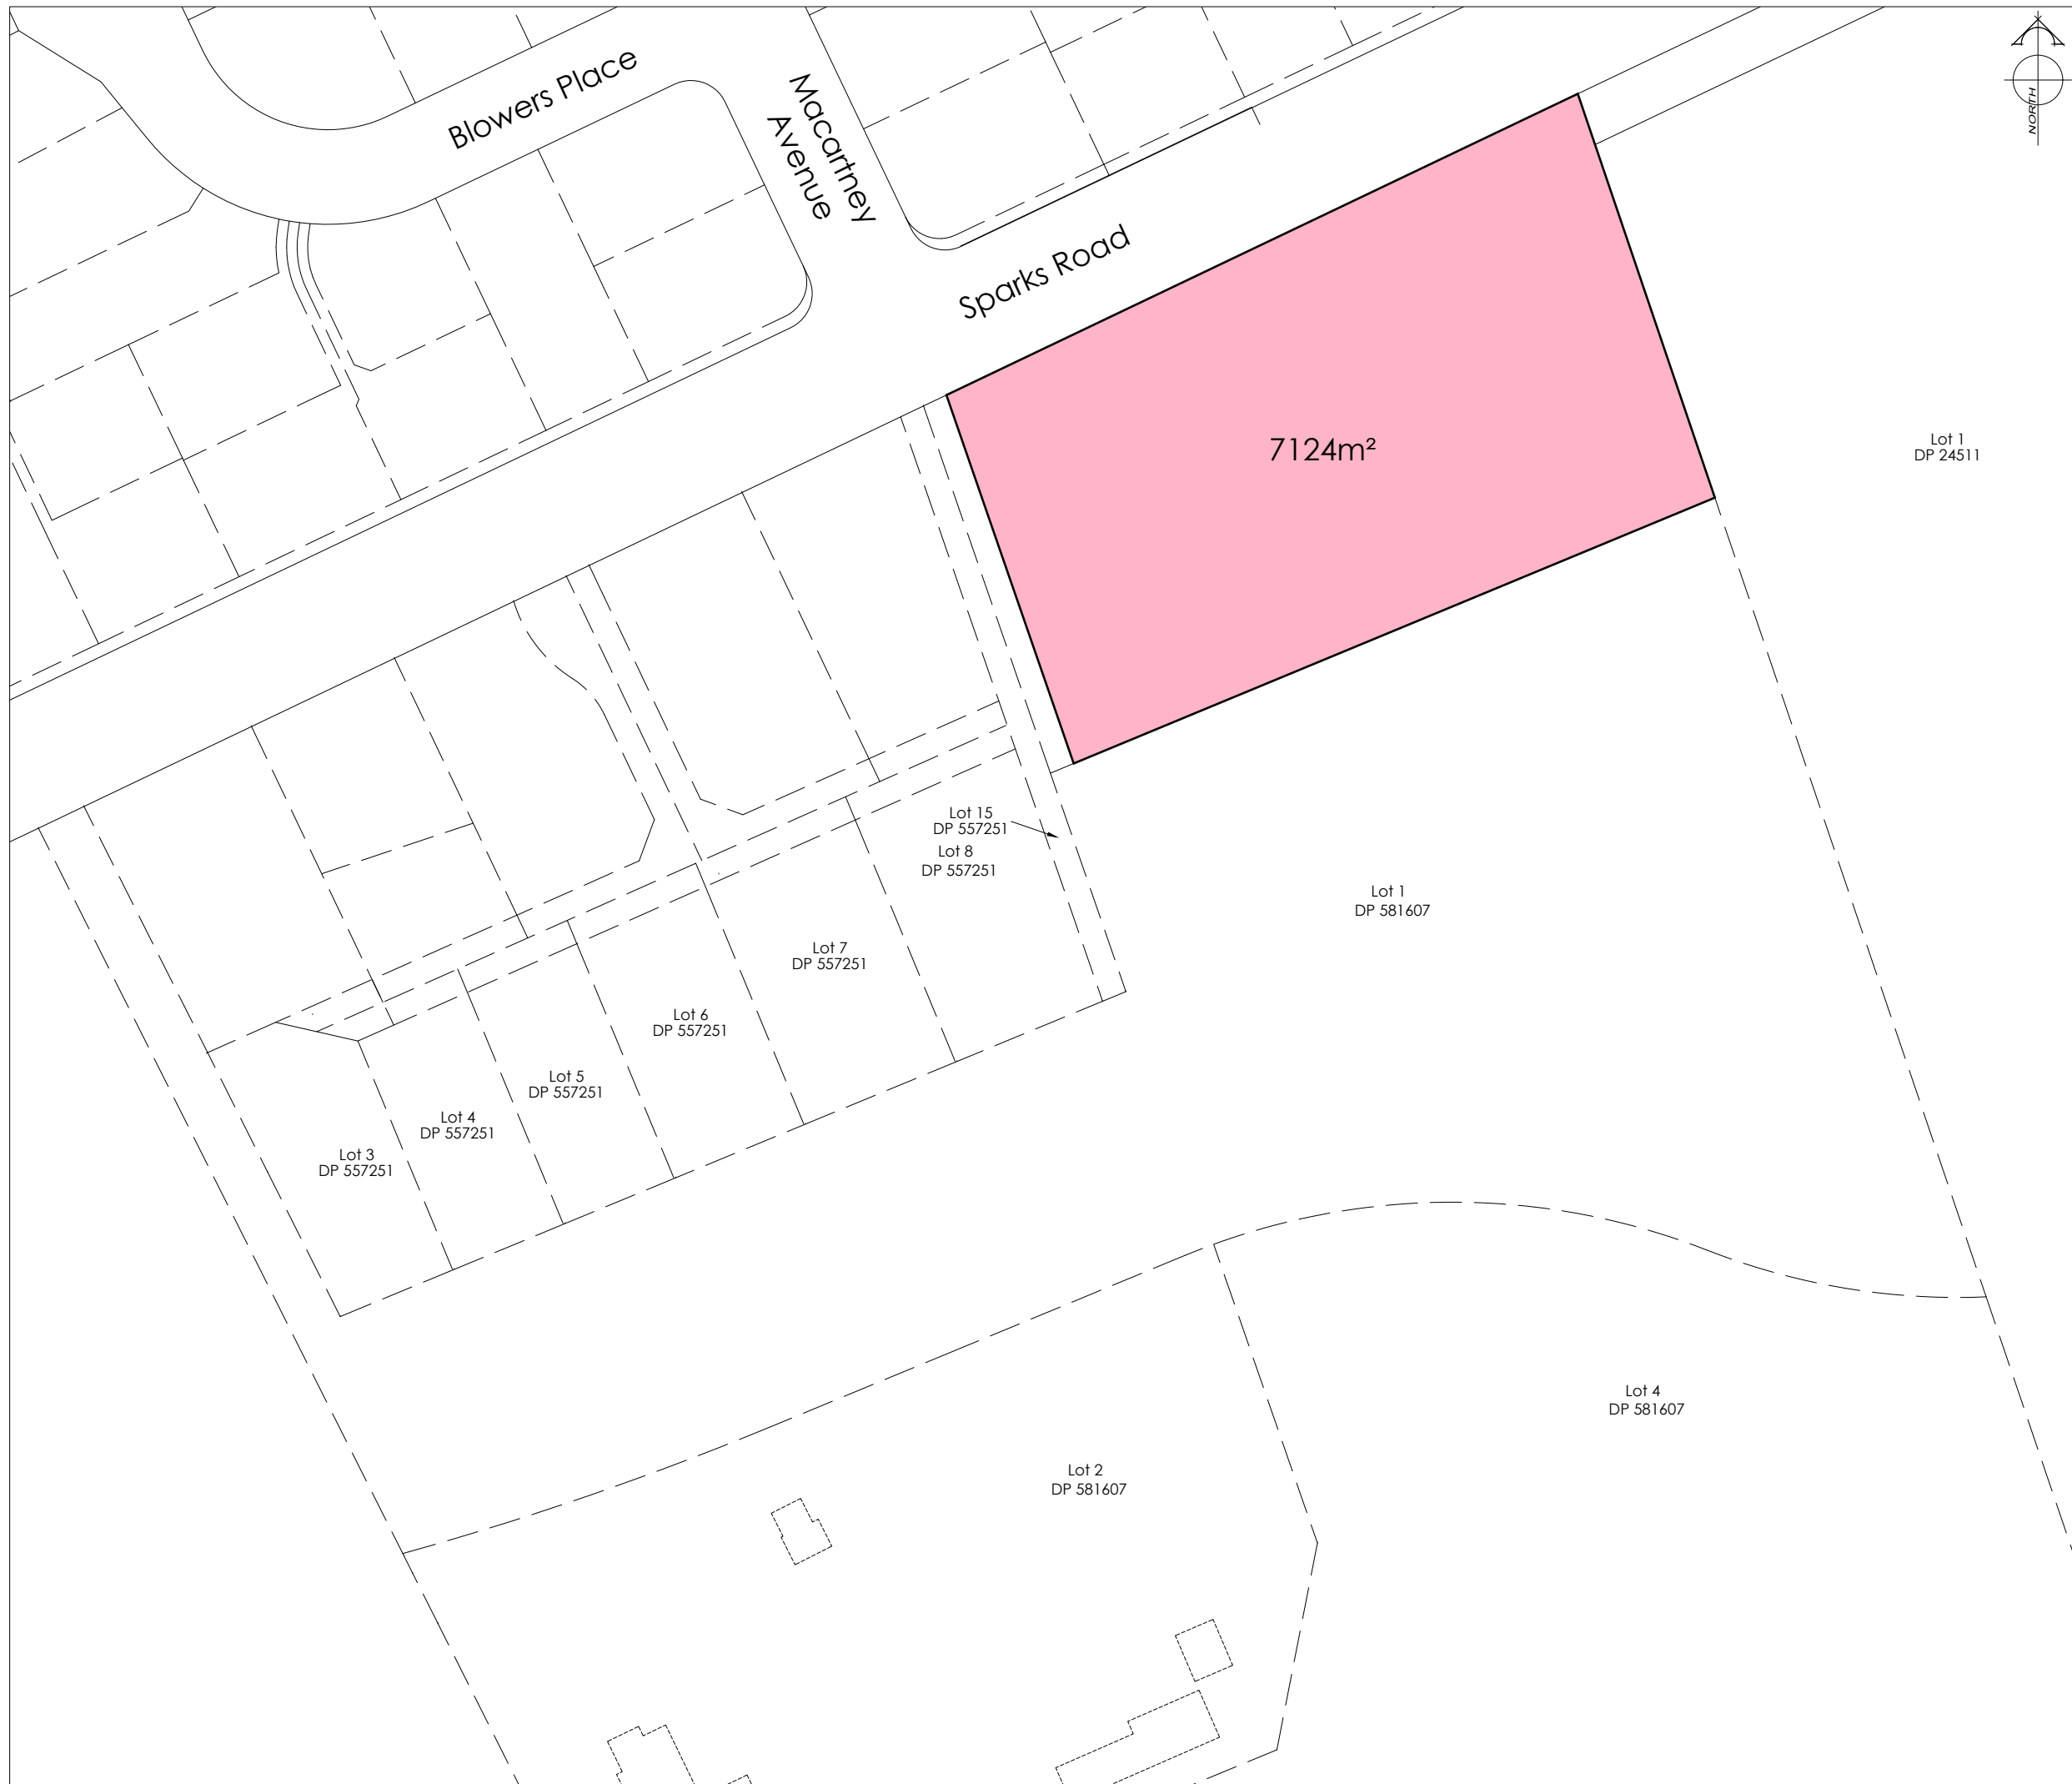 Blowers Place
Macartney
Avenue
NORTH
Sparks Road
7124m²
Lot 1
DP 24511
Lot 15
DP 557251
Lot 8
DP 557251
Lot 1
DP 581607
Lot 7
DP 557251
Lot 6
DP 557251
Lot 5
DP 557251
Lot 4
DP 557251
Lot 3
DP 557251
Lot 4
DP 581607
Lot 2
DP 581607